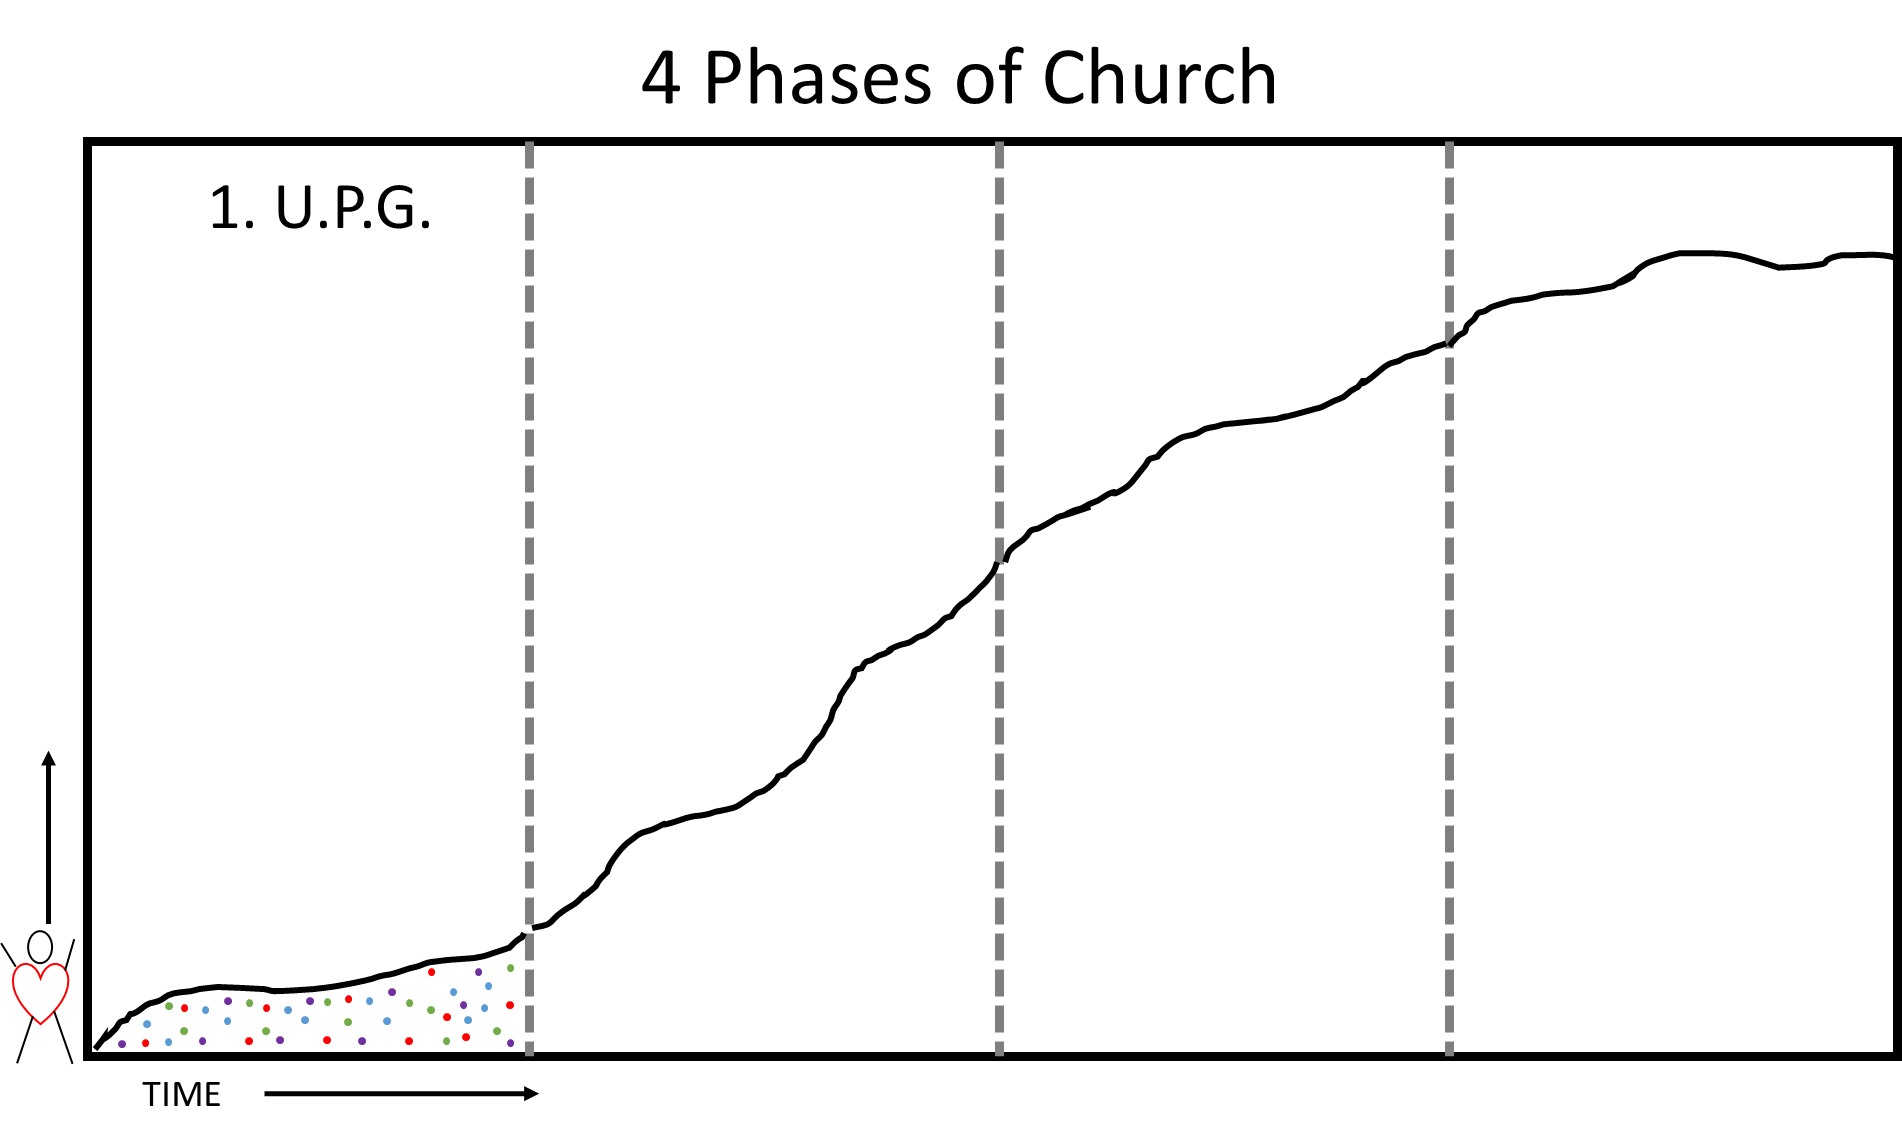 4 Phases of Church
1. U.P.G.
TIME